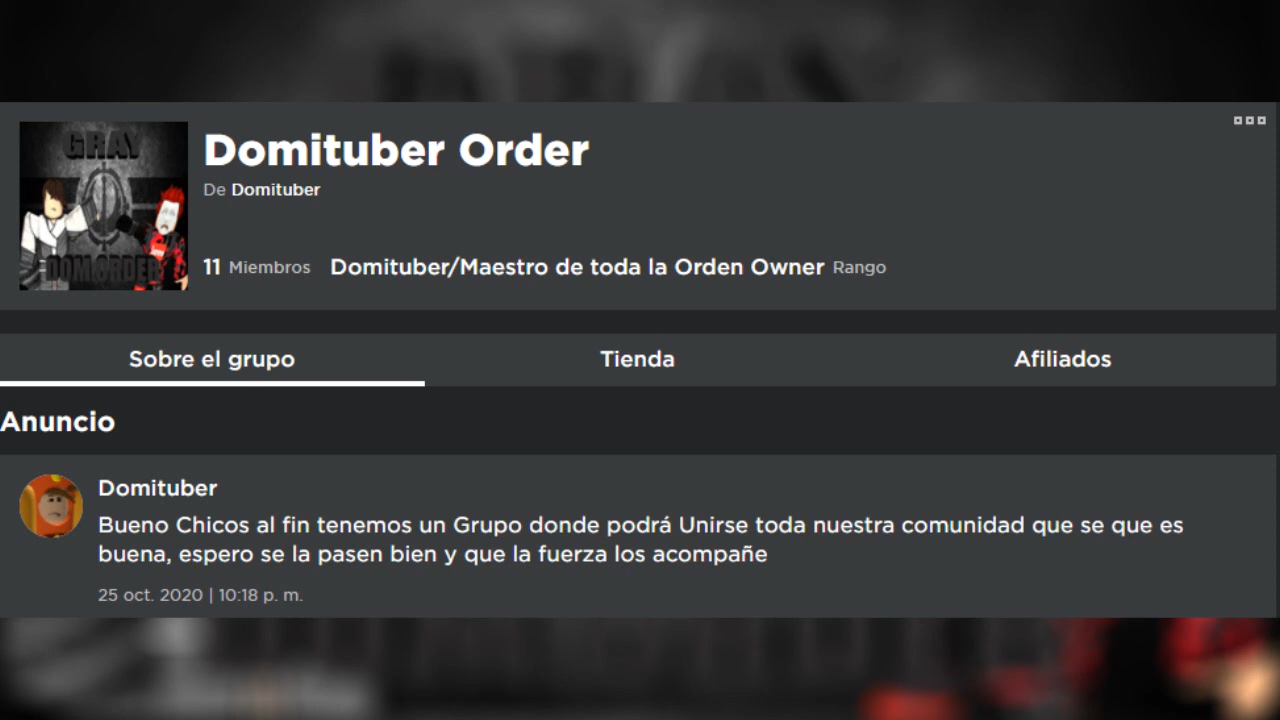 GRAY
DOM ORDER
Domituber Order
De Domituber
11 Miembros Domituber/Maestro de toda la Orden Owner Rango
Sobre el grupo Tienda Afiliados
Anuncio
Domituber
Bueno Chicos al fin tenemos un Grupo donde podrá Unirse toda nuestra comunidad que se que es
buena, espero se la pasen bien y que la fuerza los acompañe
25 oct. 2020 | 10:18 p. m.